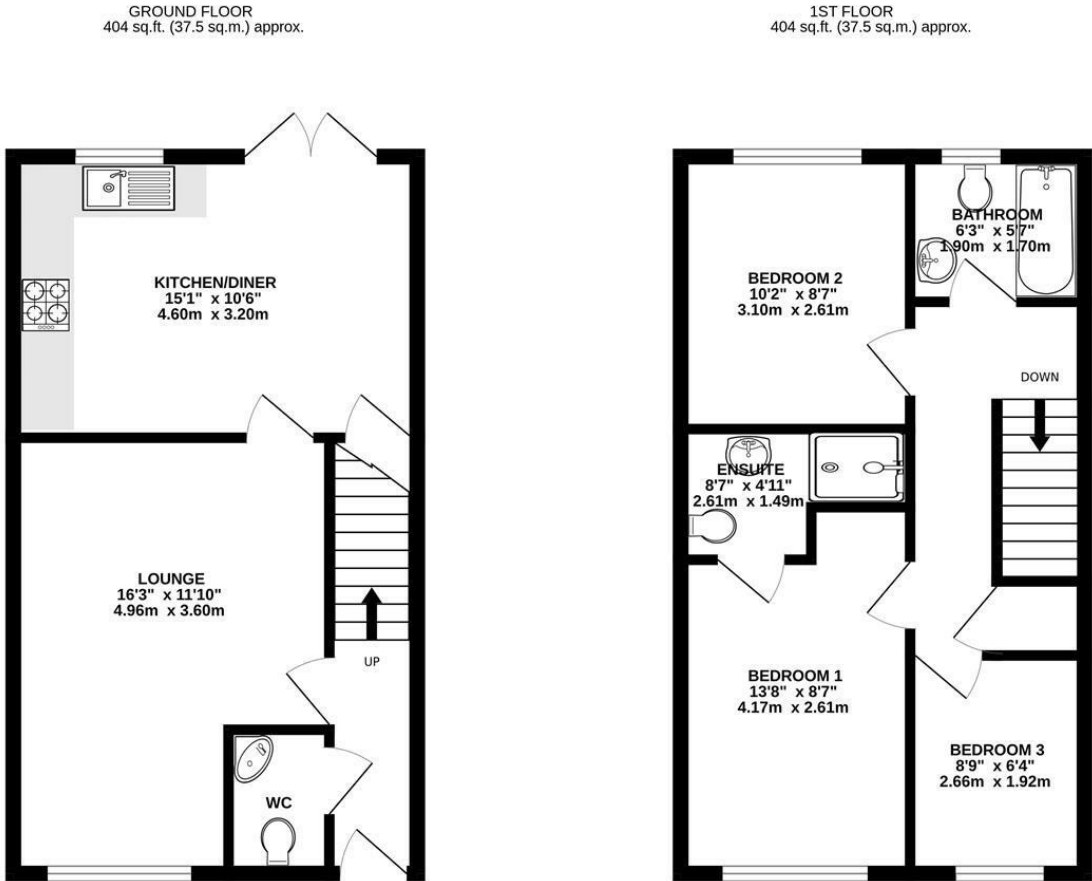 GROUND FLOOR
404 sq.ft. (37.5 sq.m.) approx.
KITCHEN/DINER
15'1" x 10'6"
4.60m x 3.20m
LOUNGE
16'3" x 11'10"
4.96m x 3.60m
UP
WC
1ST FLOOR
404 sq.ft. (37.5 sq.m.) approx.
BATHROOM
6'3" x 5'7"
1.90m x 1.70m
BEDROOM 2
10'2" x 8'7"
3.10m x 2.61m
DOWN
ENSUITE
8'7" x 4'11"
2.61m x 1.49m
BEDROOM 1
13'8" x 8'7"
4.17m x 2.61m
BEDROOM 3
8'9" x 6'4"
2.66m x 1.92m